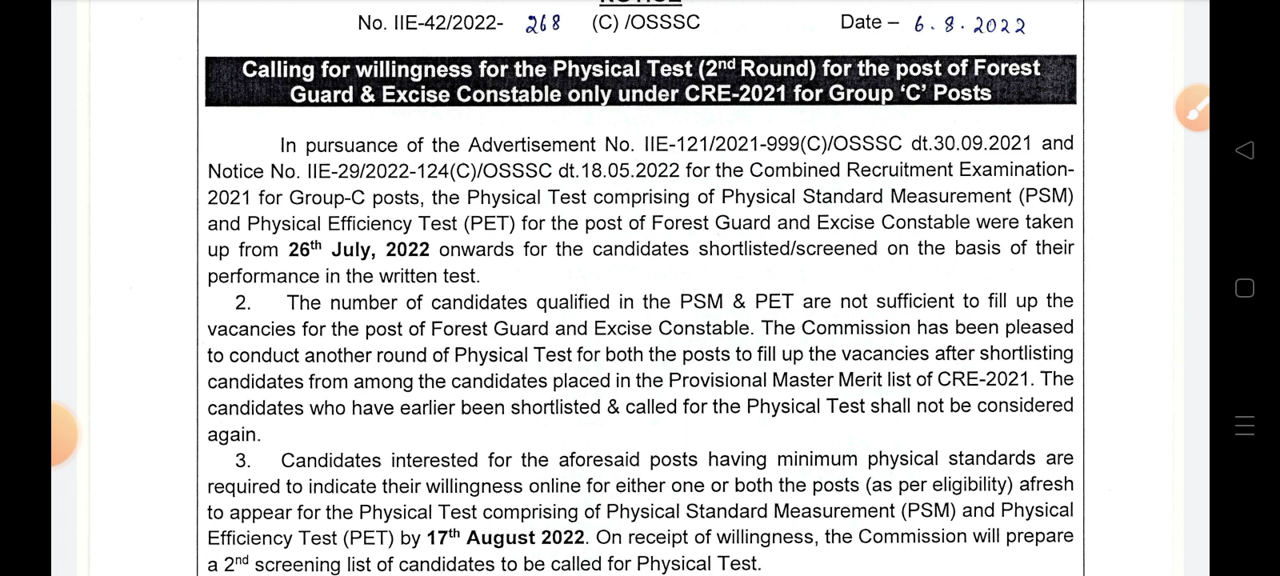 NOTICE
No. IIE-42/2022- 268 (C) /OSSSC Date – 6.8.2022
Calling for willingness for the Physical Test (2nd Round) for the post of Forest
Guard & Excise Constable only under CRE-2021 for Group ‘C’ Posts
In pursuance of the Advertisement No. IIE-121/2021-999(C)/OSSSC dt.30.09.2021 and
Notice No. IIE-29/2022-124(C)/OSSSC dt.18.05.2022 for the Combined Recruitment Examination-
2021 for Group-C posts, the Physical Test comprising of Physical Standard Measurement (PSM)
and Physical Efficiency Test (PET) for the post of Forest Guard and Excise Constable were taken
up from 26th July, 2022 onwards for the candidates shortlisted/screened on the basis of their
performance in the written test.
2. The number of candidates qualified in the PSM & PET are not sufficient to fill up the
vacancies for the post of Forest Guard and Excise Constable. The Commission has been pleased
to conduct another round of Physical Test for both the posts to fill up the vacancies after shortlisting
candidates from among the candidates placed in the Provisional Master Merit list of CRE-2021. The
candidates who have earlier been shortlisted & called for the Physical Test shall not be considered
again.
3. Candidates interested for the aforesaid posts having minimum physical standards are
required to indicate their willingness online for either one or both the posts (as per eligibility) afresh
to appear for the Physical Test comprising of Physical Standard Measurement (PSM) and Physical
Efficiency Test (PET) by 17th August 2022. On receipt of willingness, the Commission will prepare
a 2nd screening list of candidates to be called for Physical Test.